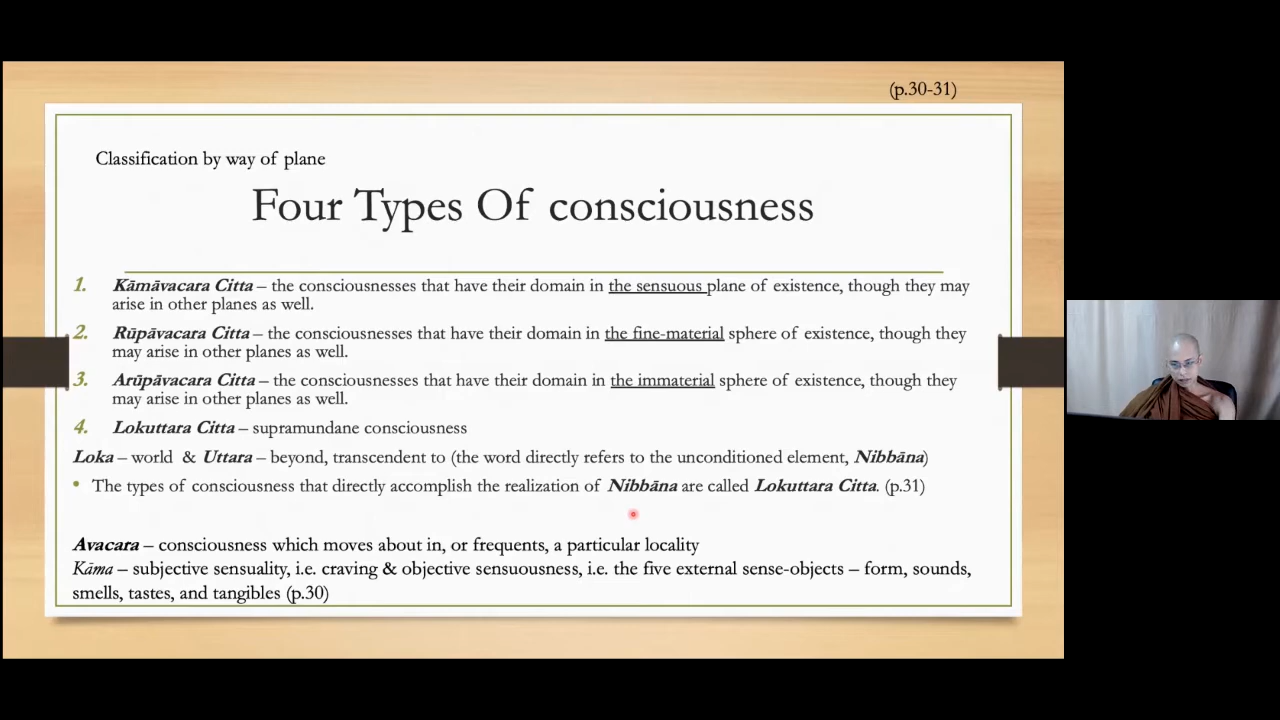 (p.30-31)
Classification by way of plane
Four Types Of consciousness
1. Kāmāvacara Citta – the consciousnesses that have their domain in the sensuous plane of existence, though they may
arise in other planes as well.
2. Rūpāvacara Citta – the consciousnesses that have their domain in the fine-material sphere of existence, though they
may arise in other planes as well.
3. Arūpāvacara Citta – the consciousnesses that have their domain in the immaterial sphere of existence, though they
may arise in other planes as well.
4. Lokuttara Citta – supramundane consciousness
Loka – world & Uttara – beyond, transcendent to (the word directly refers to the unconditioned element, Nibbāna)
• The types of consciousness that directly accomplish the realization of Nibbāna are called Lokuttara Citta. (p.31)
Avacara – consciousness which moves about in, or frequents, a particular locality
Kāma – subjective sensuality, i.e. craving & objective sensuousness, i.e. the five external sense-objects – form, sounds,
smells, tastes, and tangibles (p.30)